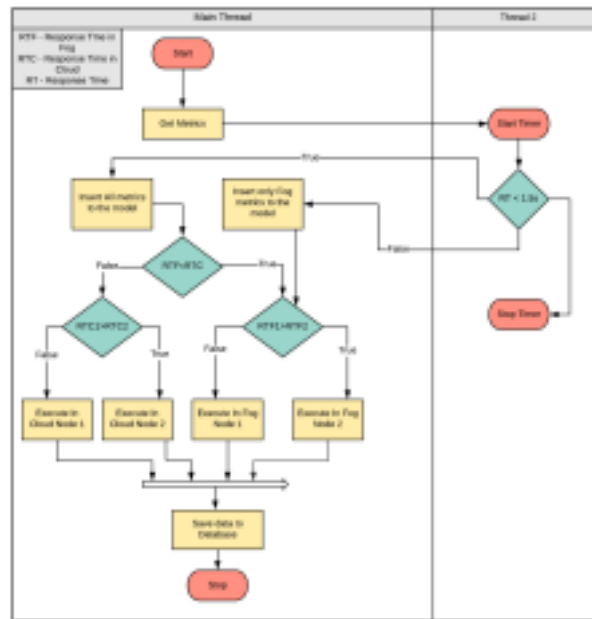 Main Thread
Thread 2
RTF - Response Time in
Fog
RTC - Response Time in
Cloud
RT - Response Time
Start
Get Metrics
Start Timer
True
Insert All metrics
to the model
Insert only Fog
metrics to the
model
RT < 1.5s
False
RTF<RTC
False
True
RTC1>RTC2
RTF1>RTF2
Stop Timer
False
True
False
True
Execute In
Cloud Node 1
Execute In
Cloud Node 2
Execute In Fog
Node 1
Execute In Fog
Node 2
Save data to
Database
Stop